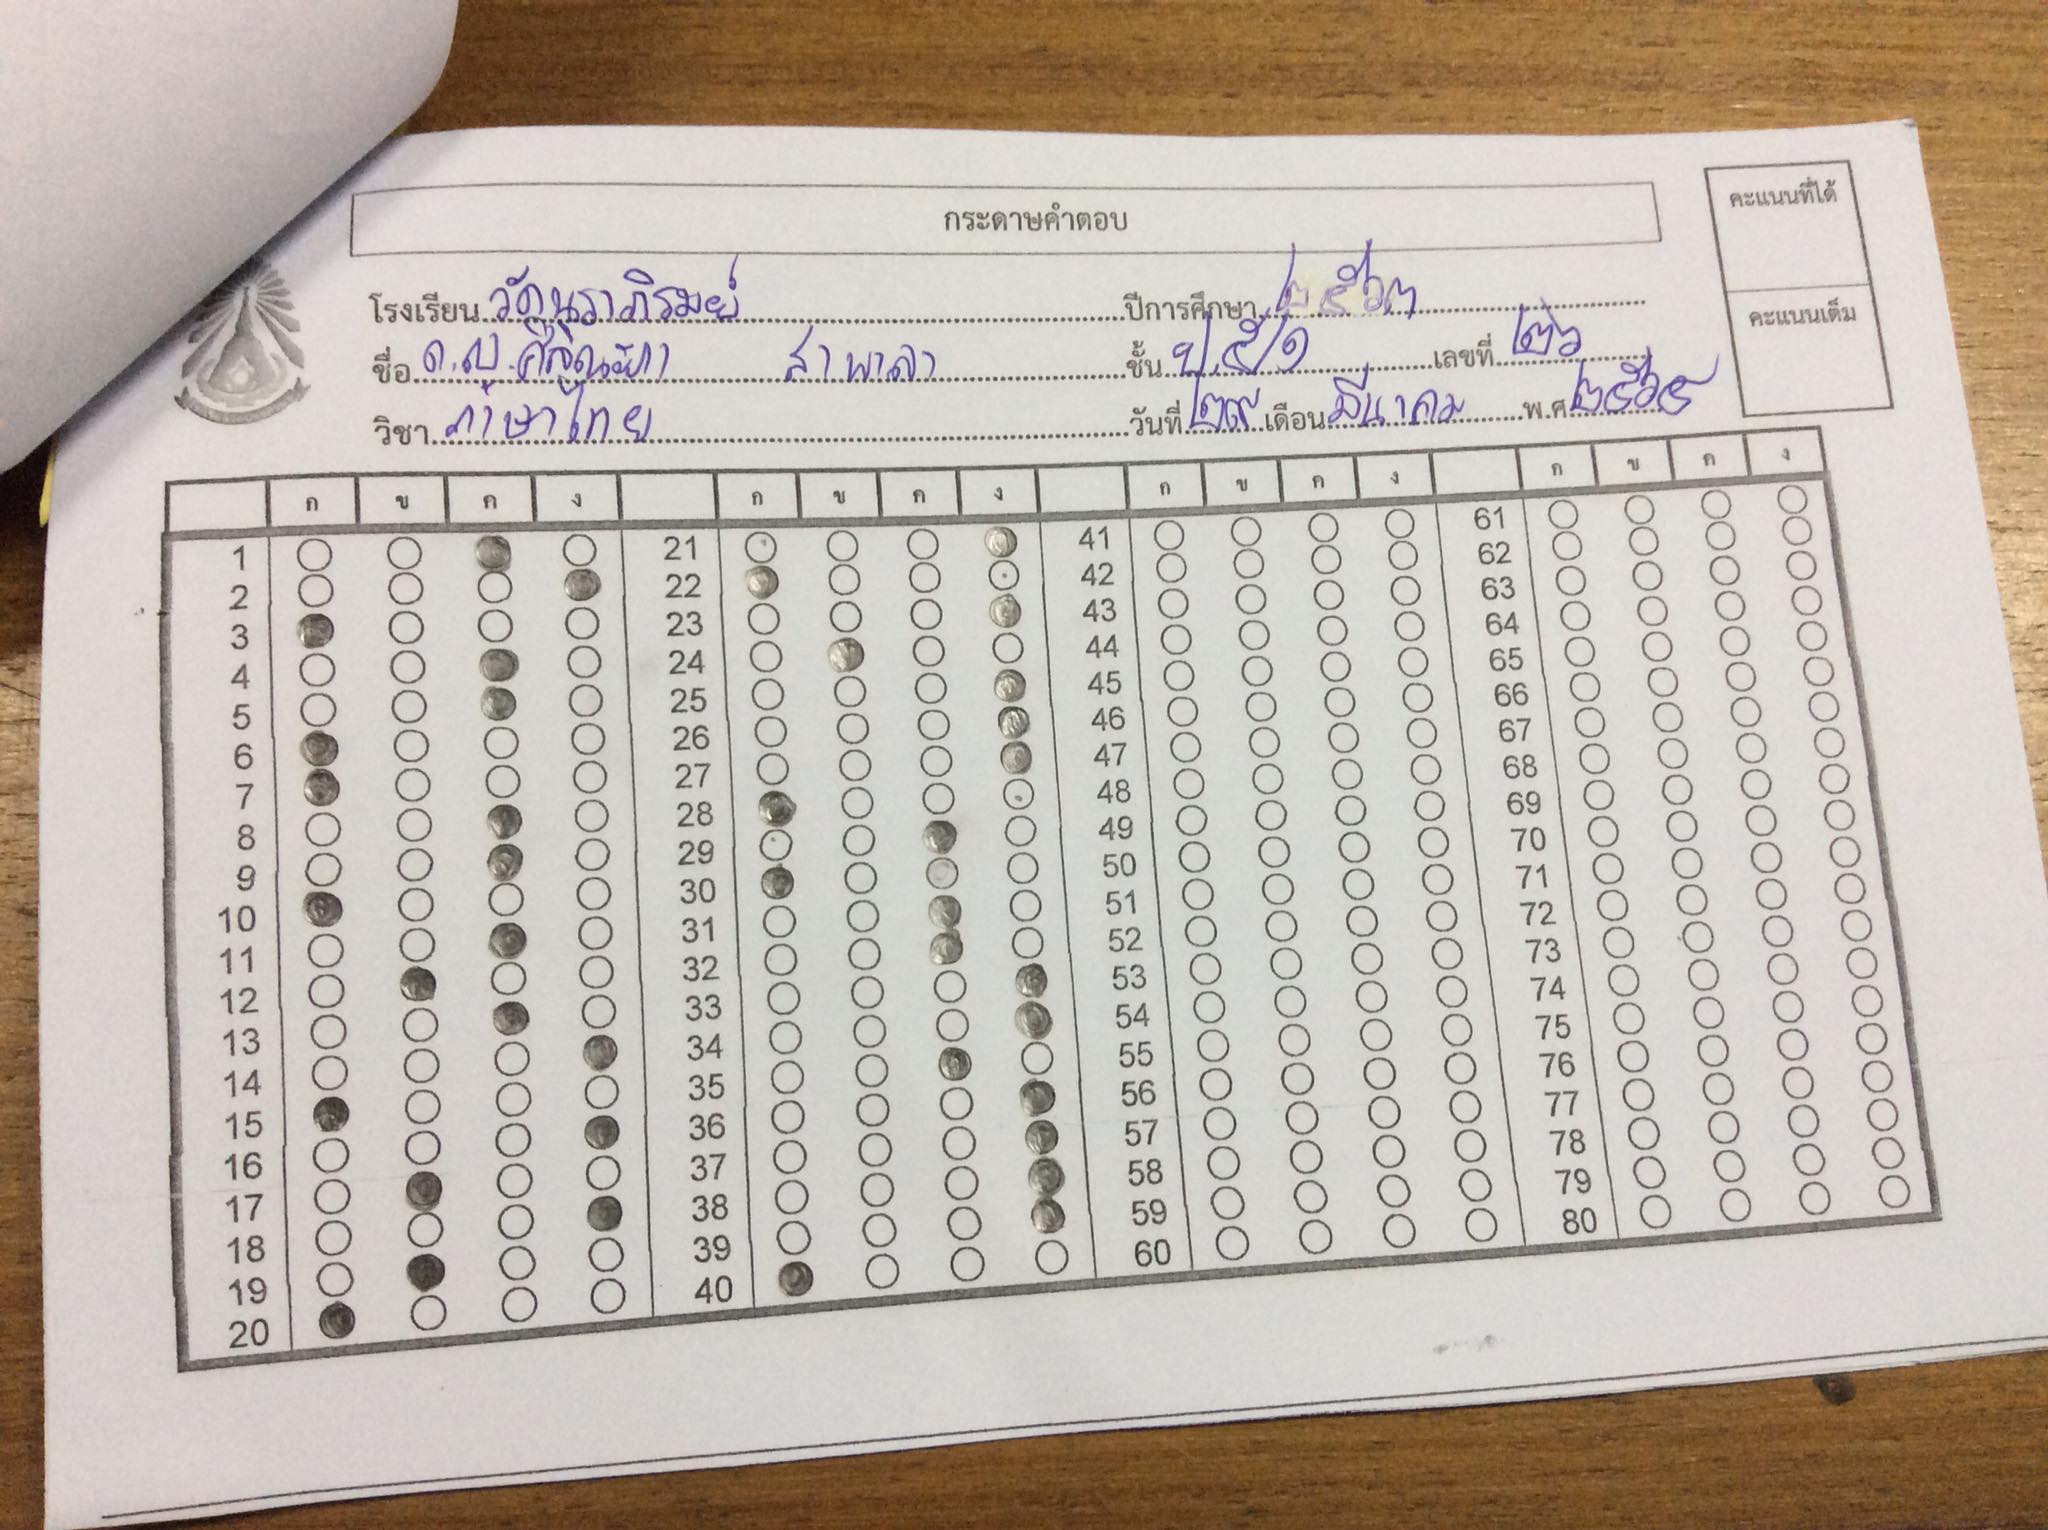 กระดาษคำตอบ
คะแนนที่ได้
คะแนนเต็ม
โรงเรียน วัดนราภิรมย์ ปีการศึกษา ๒๕๖๓
ชื่อ ด.ญ. สาพาลา ชั้น ป.๕/๑ เลขที่ ๒๖
วิชา ภาษาไทย วันที่ ๒๙ เดือน มีนาคม พ.ศ. ๒๕๖๕
ก ข ค ง ก ข ค ง ก ข ค ง ก ข ค ง
1 21 41 61
2 22 42 62
3 23 43 63
4 24 44 64
5 25 45 65
6 26 46 66
7 27 47 67
8 28 48 68
9 29 49 69
10 30 50 70
11 31 51 71
12 32 52 72
13 33 53 73
14 34 54 74
15 35 55 75
16 36 56 76
17 37 57 77
18 38 58 78
19 39 59 79
20 40 60 80